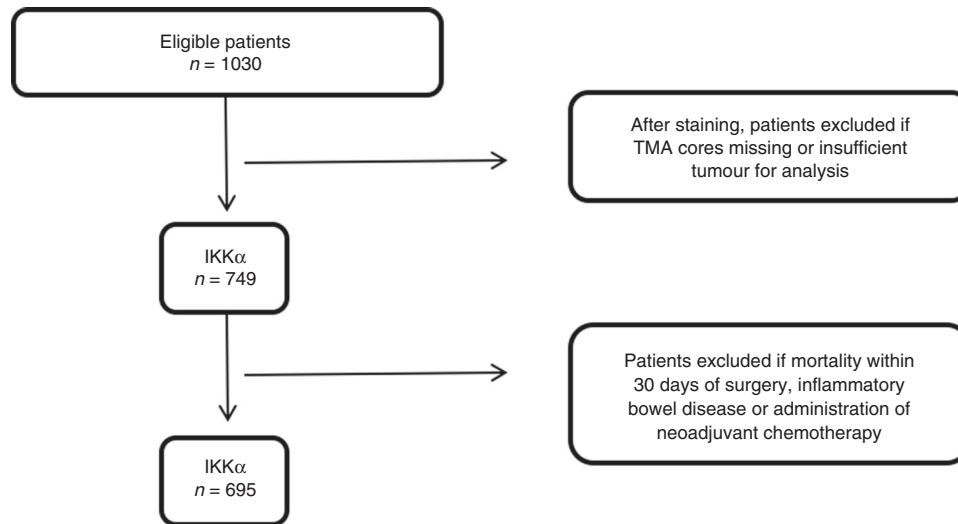 Eligible patients
n = 1030
After staining, patients excluded if
TMA cores missing or insufficient
tumour for analysis
IKKα
n = 749
Patients excluded if mortality within
30 days of surgery, inflammatory
bowel disease or administration of
neoadjuvant chemotherapy
IKKα
n = 695